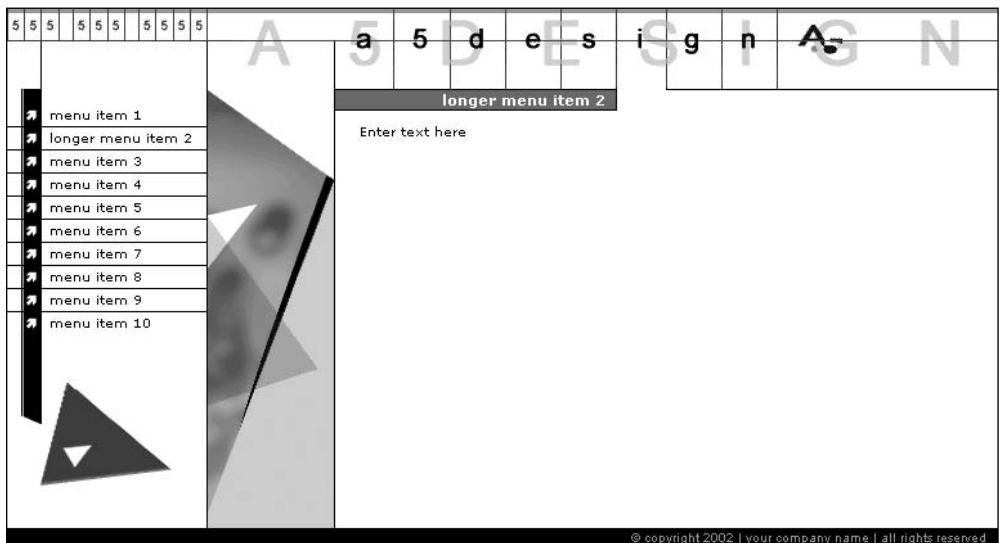 5 5 5 5 5 5 5 5
A 5 D E S I G N
a 5 d e s i g n A5
longer menu item 2
Enter text here
menu item 1
longer menu item 2
menu item 3
menu item 4
menu item 5
menu item 6
menu item 7
menu item 8
menu item 9
menu item 10
© copyright 2002 | your company name | all rights reserved